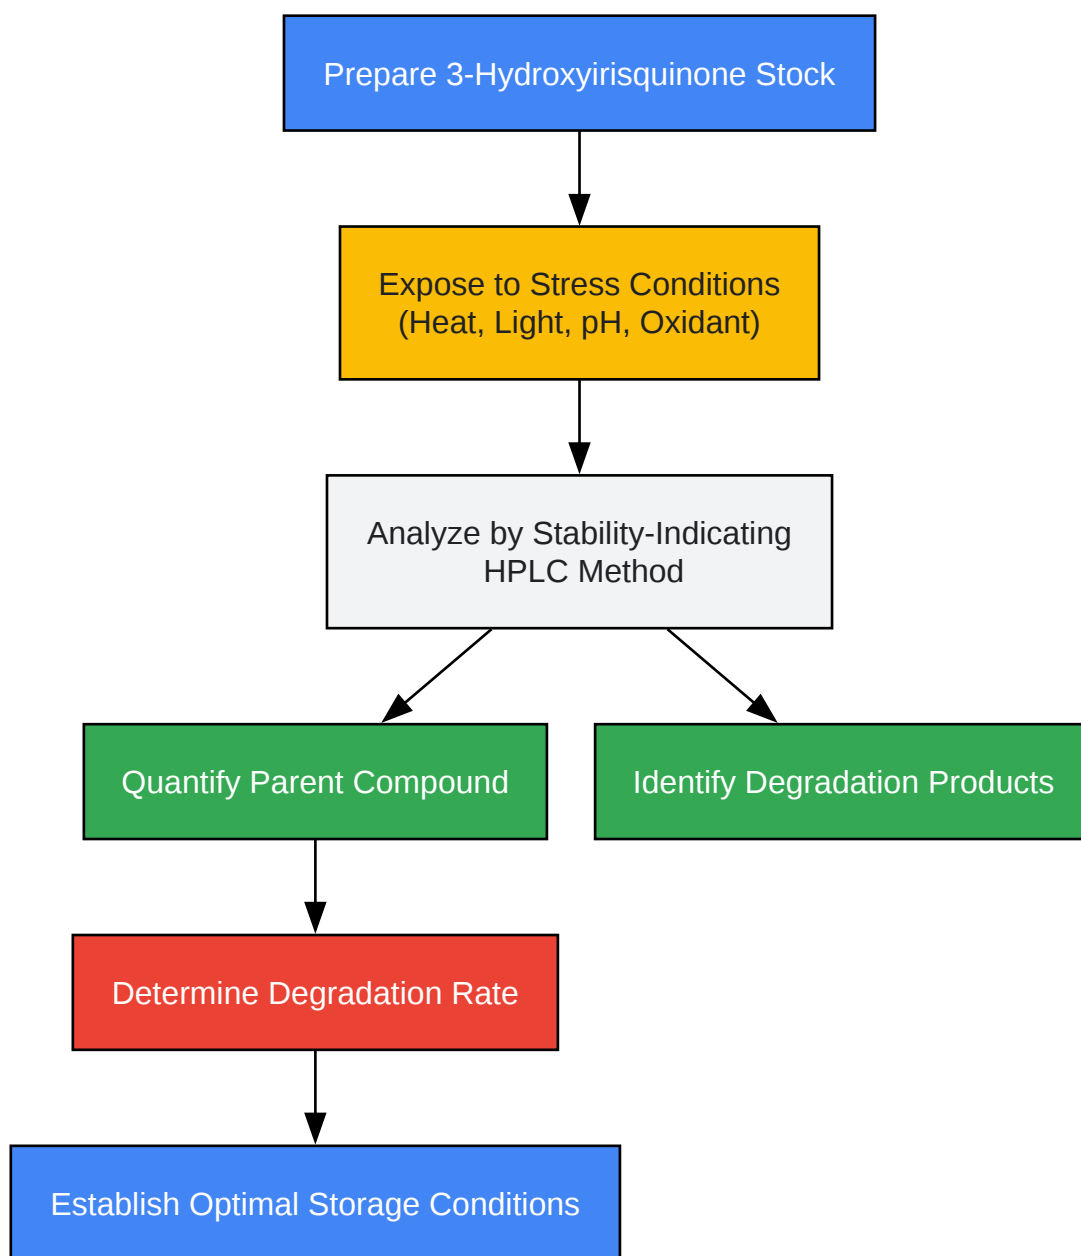 Prepare 3-Hydroxyirisquinone Stock
Expose to Stress Conditions
(Heat, Light, pH, Oxidant)
Analyze by Stability-Indicating
HPLC Method
Quantify Parent Compound
Identify Degradation Products
Determine Degradation Rate
Establish Optimal Storage Conditions